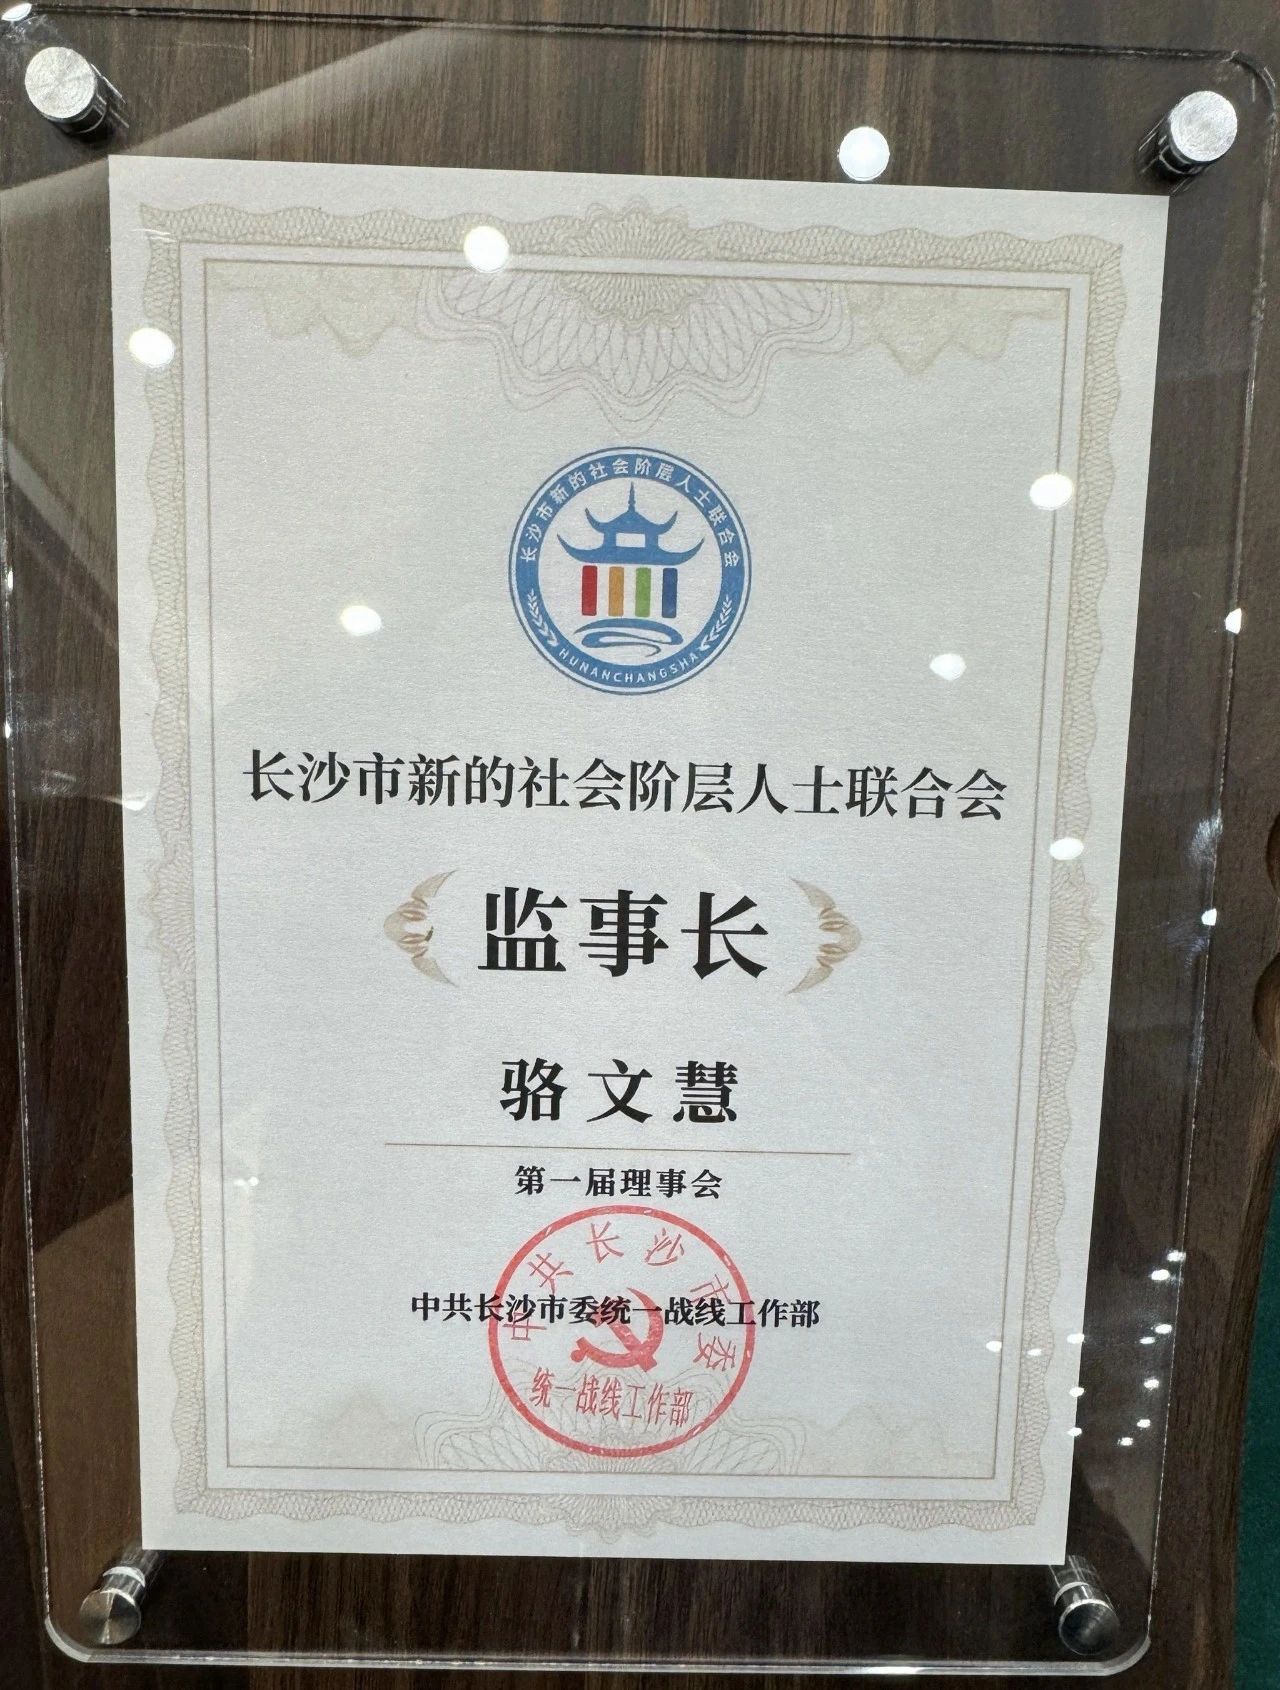 长沙市新的社会阶层人士联合会
HUNANCHANGSHA
长沙市新的社会阶层人士联合会
监事长
骆文慧
第一届理事会
中共长沙市委统一战线工作部
中共长沙市委
统一战线工作部